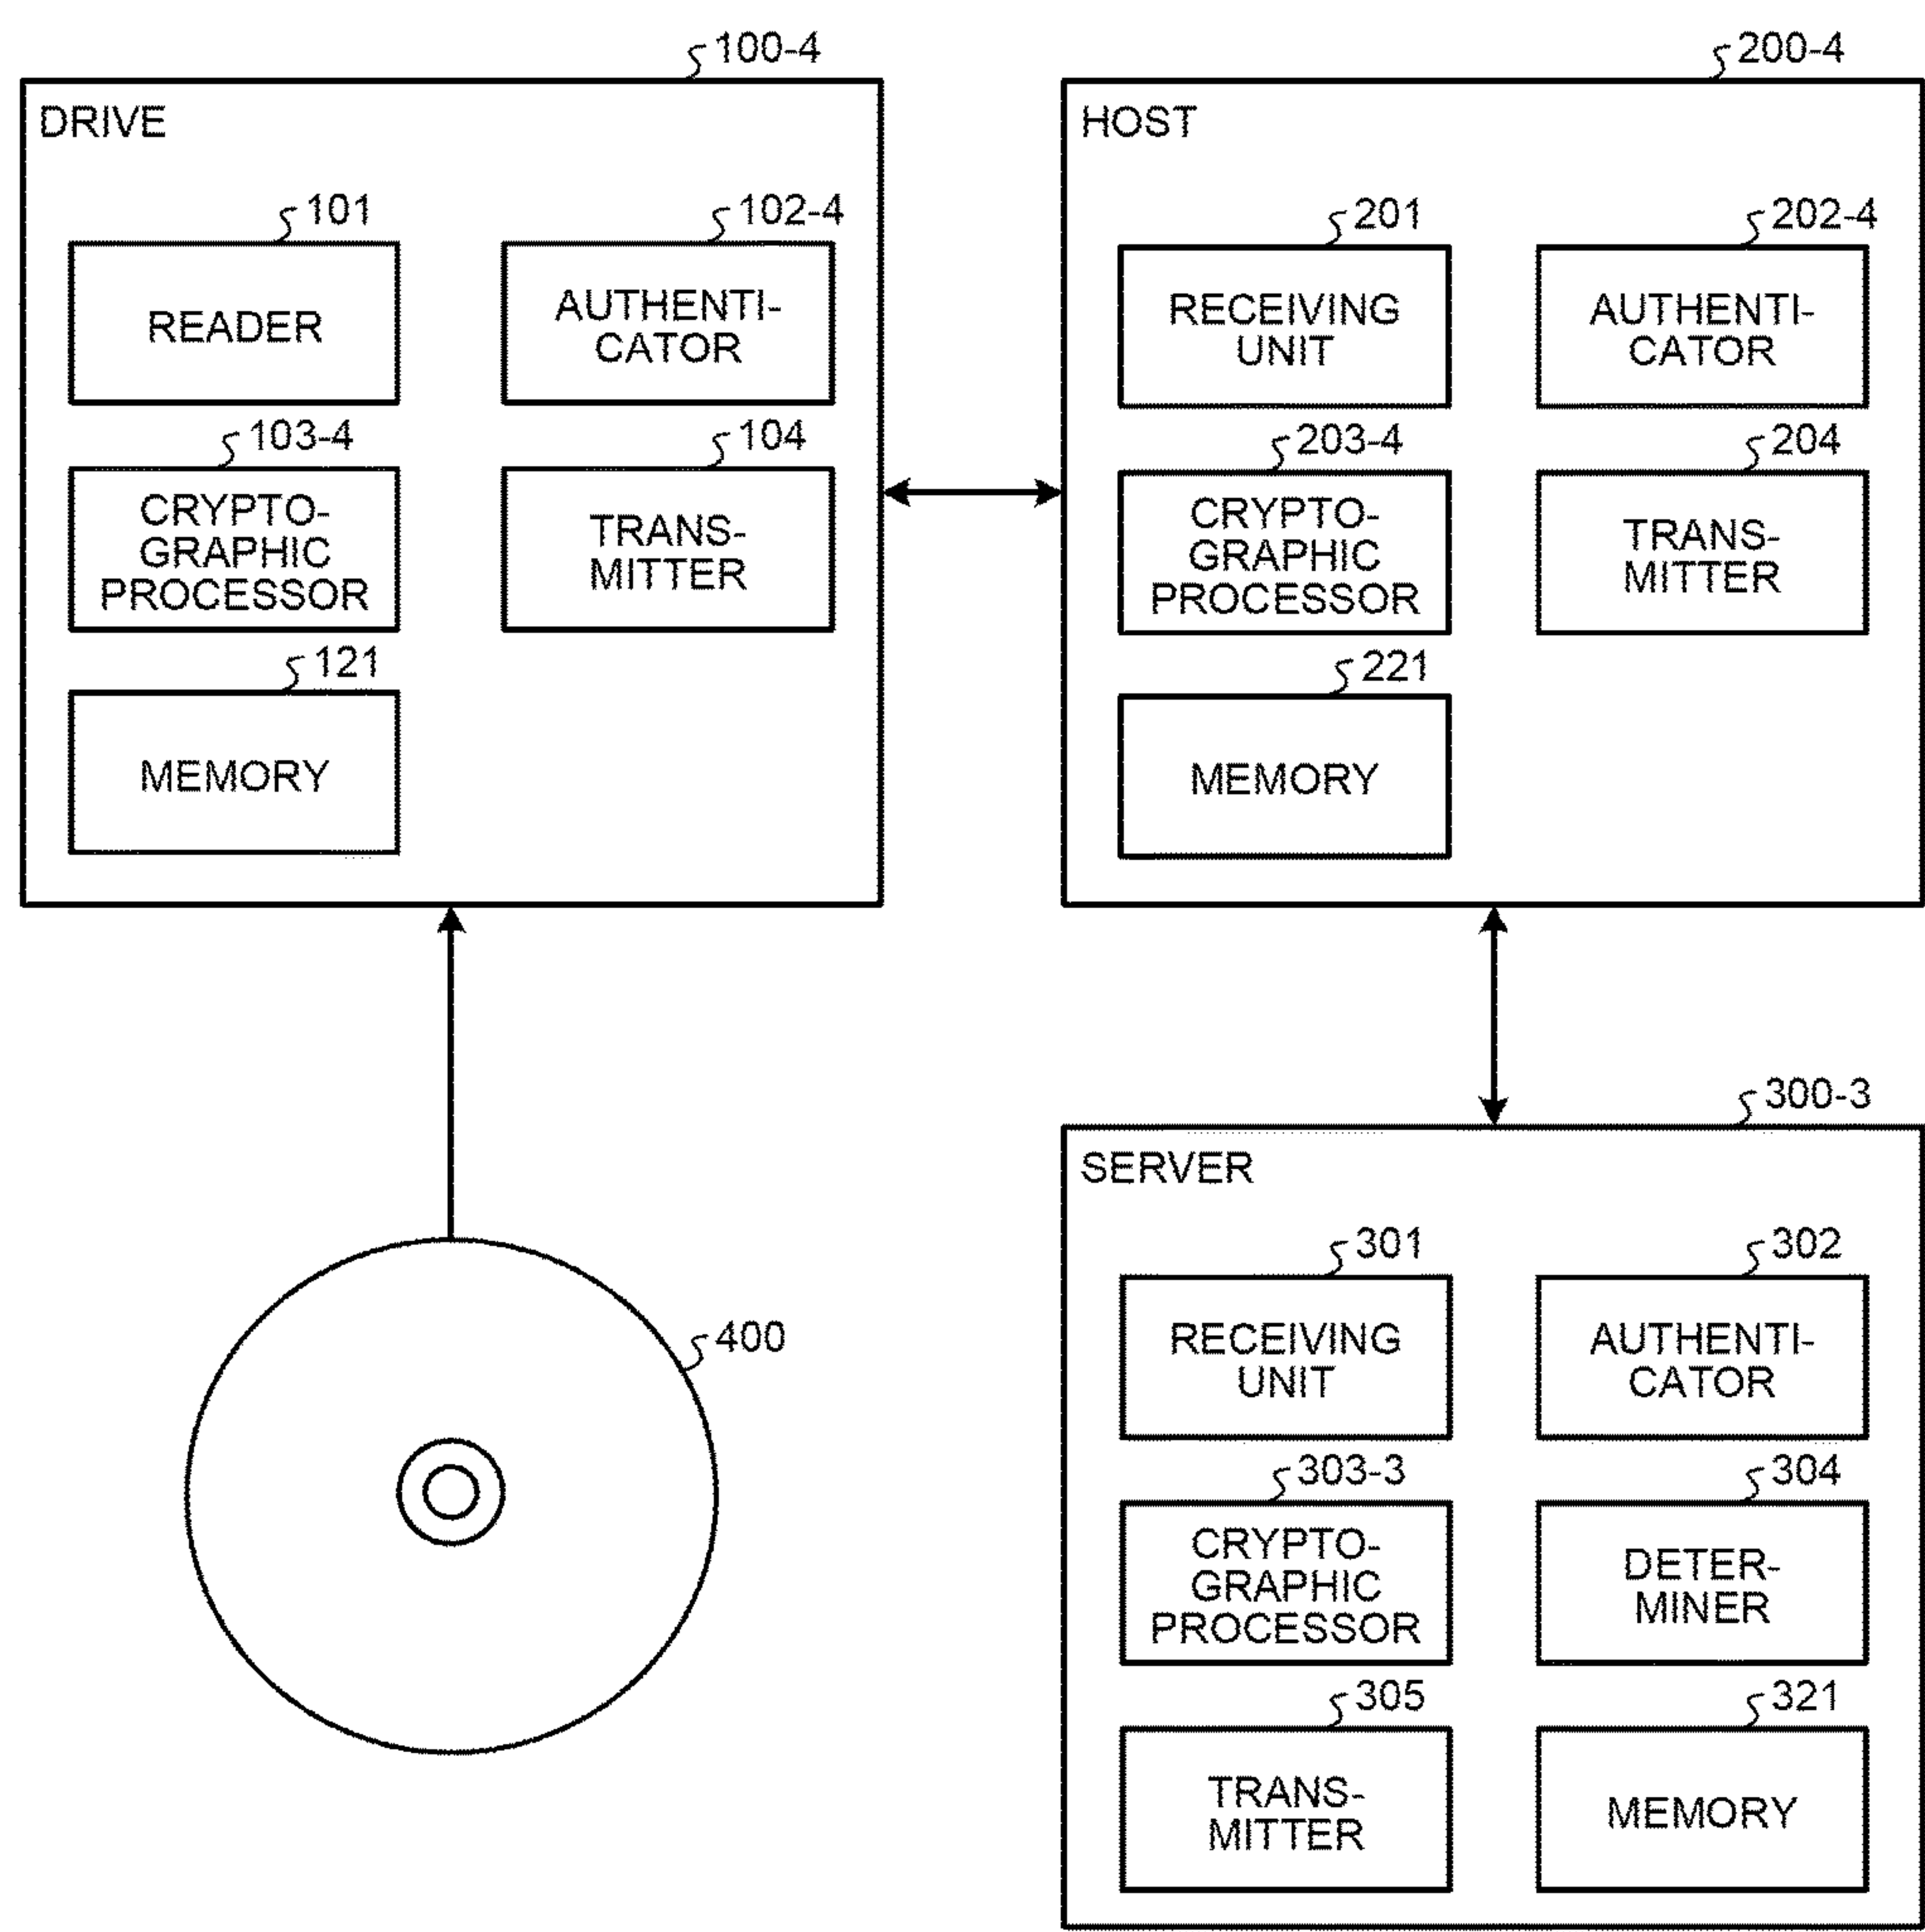 100-4
DRIVE
101
READER
102-4
AUTHENTI-
CATOR
103-4
CRYPTO-
GRAPHIC
PROCESSOR
104
TRANS-
MITTER
121
MEMORY
200-4
HOST
201
RECEIVING
UNIT
202-4
AUTHENTI-
CATOR
203-4
CRYPTO-
GRAPHIC
PROCESSOR
204
TRANS-
MITTER
221
MEMORY
400
300-3
SERVER
301
RECEIVING
UNIT
302
AUTHENTI-
CATOR
303-3
CRYPTO-
GRAPHIC
PROCESSOR
304
DETER-
MINER
305
TRANS-
MITTER
321
MEMORY